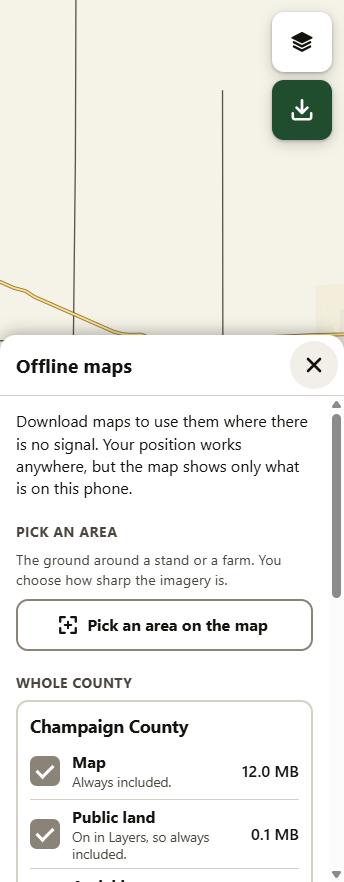 Offline maps
Download maps to use them where there
is no signal. Your position works
anywhere, but the map shows only what
is on this phone.
PICK AN AREA
The ground around a stand or a farm. You
choose how sharp the imagery is.
Pick an area on the map
WHOLE COUNTY
Champaign County
Map
12.0 MB
Always included.
Public land
0.1 MB
On in Layers, so always
included.